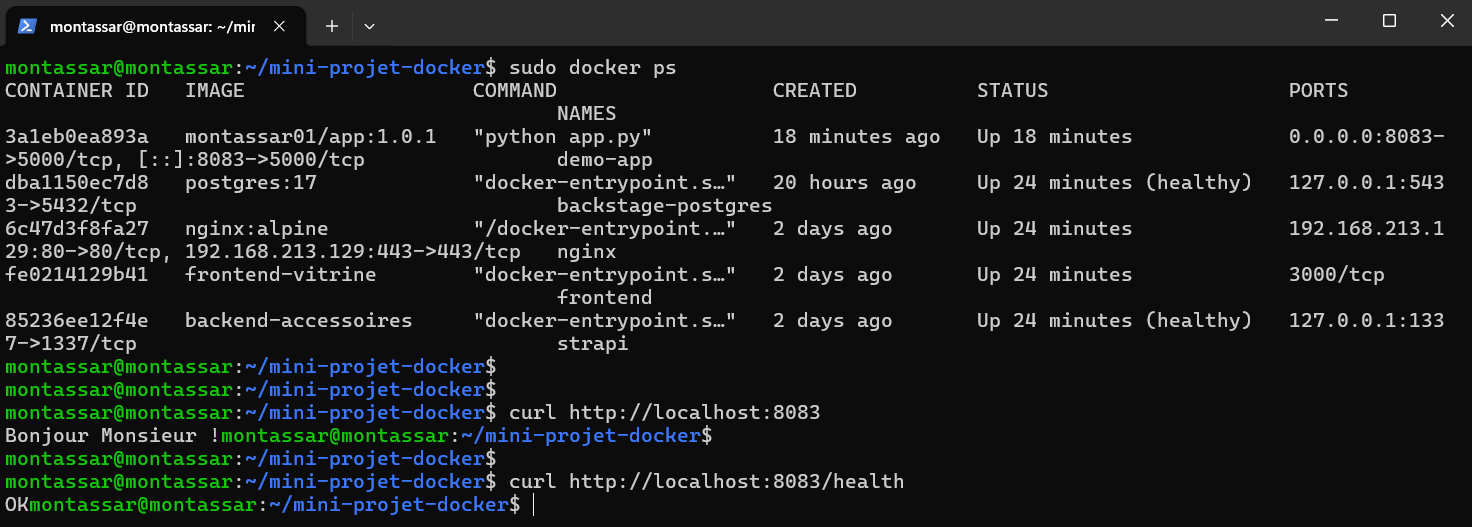 montassar@montassar: ~/mir
montassar@montassar:~/mini-projet-docker$ sudo docker ps
CONTAINER ID   IMAGE                   COMMAND                  CREATED          STATUS                    PORTS
                                              NAMES
3a1eb0ea893a   montassar01/app:1.0.1   "python app.py"          18 minutes ago   Up 18 minutes             0.0.0.0:8083-
>5000/tcp, [::]:8083->5000/tcp                demo-app
dba1150ec7d8   postgres:17             "docker-entrypoint.s…"   20 hours ago     Up 24 minutes (healthy)   127.0.0.1:543
3->5432/tcp                                   backstage-postgres
6c47d3f8fa27   nginx:alpine            "/docker-entrypoint.…"   2 days ago       Up 24 minutes             192.168.213.1
29:80->80/tcp, 192.168.213.129:443->443/tcp   nginx
fe0214129b41   frontend-vitrine        "docker-entrypoint.s…"   2 days ago       Up 24 minutes             3000/tcp
                                              frontend
85236ee12f4e   backend-accessoires     "docker-entrypoint.s…"   2 days ago       Up 24 minutes (healthy)   127.0.0.1:133
7->1337/tcp                                   strapi
montassar@montassar:~/mini-projet-docker$
montassar@montassar:~/mini-projet-docker$
montassar@montassar:~/mini-projet-docker$ curl http://localhost:8083
Bonjour Monsieur !montassar@montassar:~/mini-projet-docker$
montassar@montassar:~/mini-projet-docker$
montassar@montassar:~/mini-projet-docker$ curl http://localhost:8083/health
OKmontassar@montassar:~/mini-projet-docker$